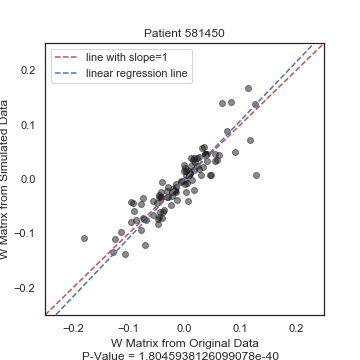 Patient 581450
line with slope=1
linear regression line
W Matrix from Simulated Data
0.2
0.1
0.0
−0.1
−0.2
−0.2
−0.1
0.0
0.1
0.2
W Matrix from Original Data
P-Value = 1.8045938126099078e-40